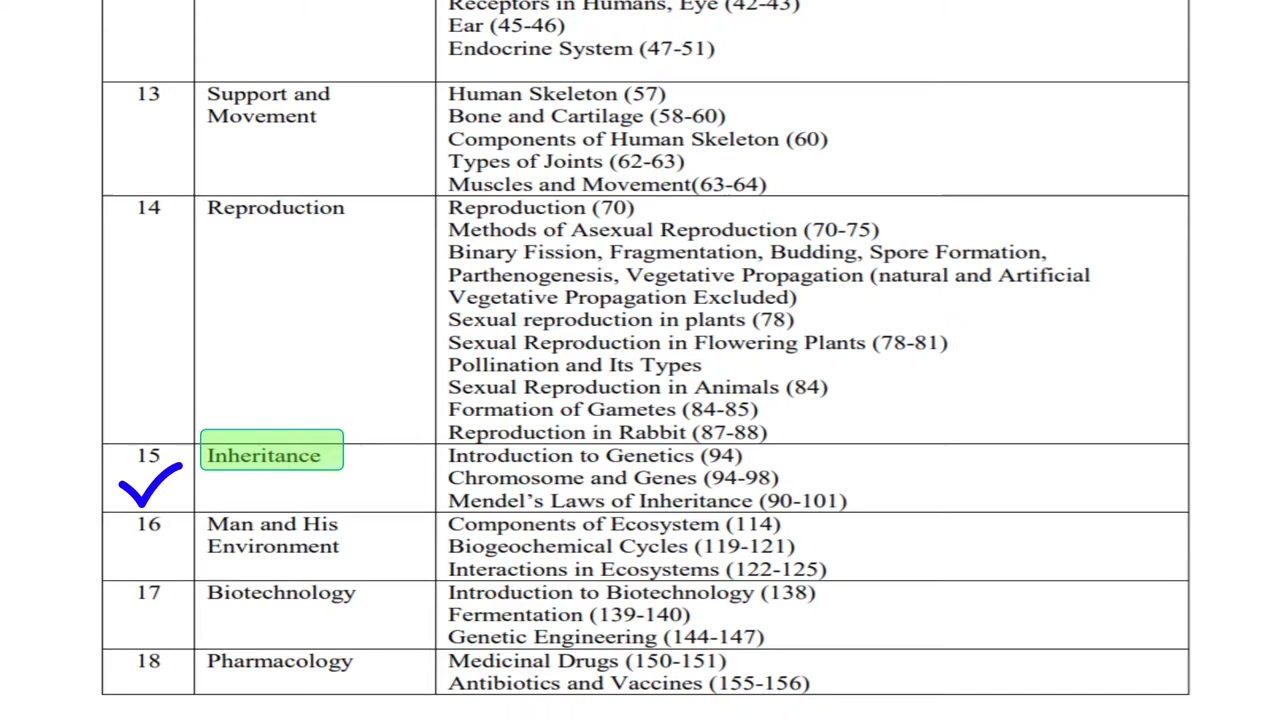 Receptors in Humans, Eye (42-43)
Ear (45-46)
Endocrine System (47-51)
13
Support and
Movement
Human Skeleton (57)
Bone and Cartilage (58-60)
Components of Human Skeleton (60)
Types of Joints (62-63)
Muscles and Movement(63-64)
14
Reproduction
Reproduction (70)
Methods of Asexual Reproduction (70-75)
Binary Fission, Fragmentation, Budding, Spore Formation,
Parthenogenesis, Vegetative Propagation (natural and Artificial
Vegetative Propagation Excluded)
Sexual reproduction in plants (78)
Sexual Reproduction in Flowering Plants (78-81)
Pollination and Its Types
Sexual Reproduction in Animals (84)
Formation of Gametes (84-85)
Reproduction in Rabbit (87-88)
15
Inheritance
Introduction to Genetics (94)
Chromosome and Genes (94-98)
Mendel's Laws of Inheritance (90-101)
16
Man and His
Environment
Components of Ecosystem (114)
Biogeochemical Cycles (119-121)
Interactions in Ecosystems (122-125)
17
Biotechnology
Introduction to Biotechnology (138)
Fermentation (139-140)
Genetic Engineering (144-147)
18
Pharmacology
Medicinal Drugs (150-151)
Antibiotics and Vaccines (155-156)